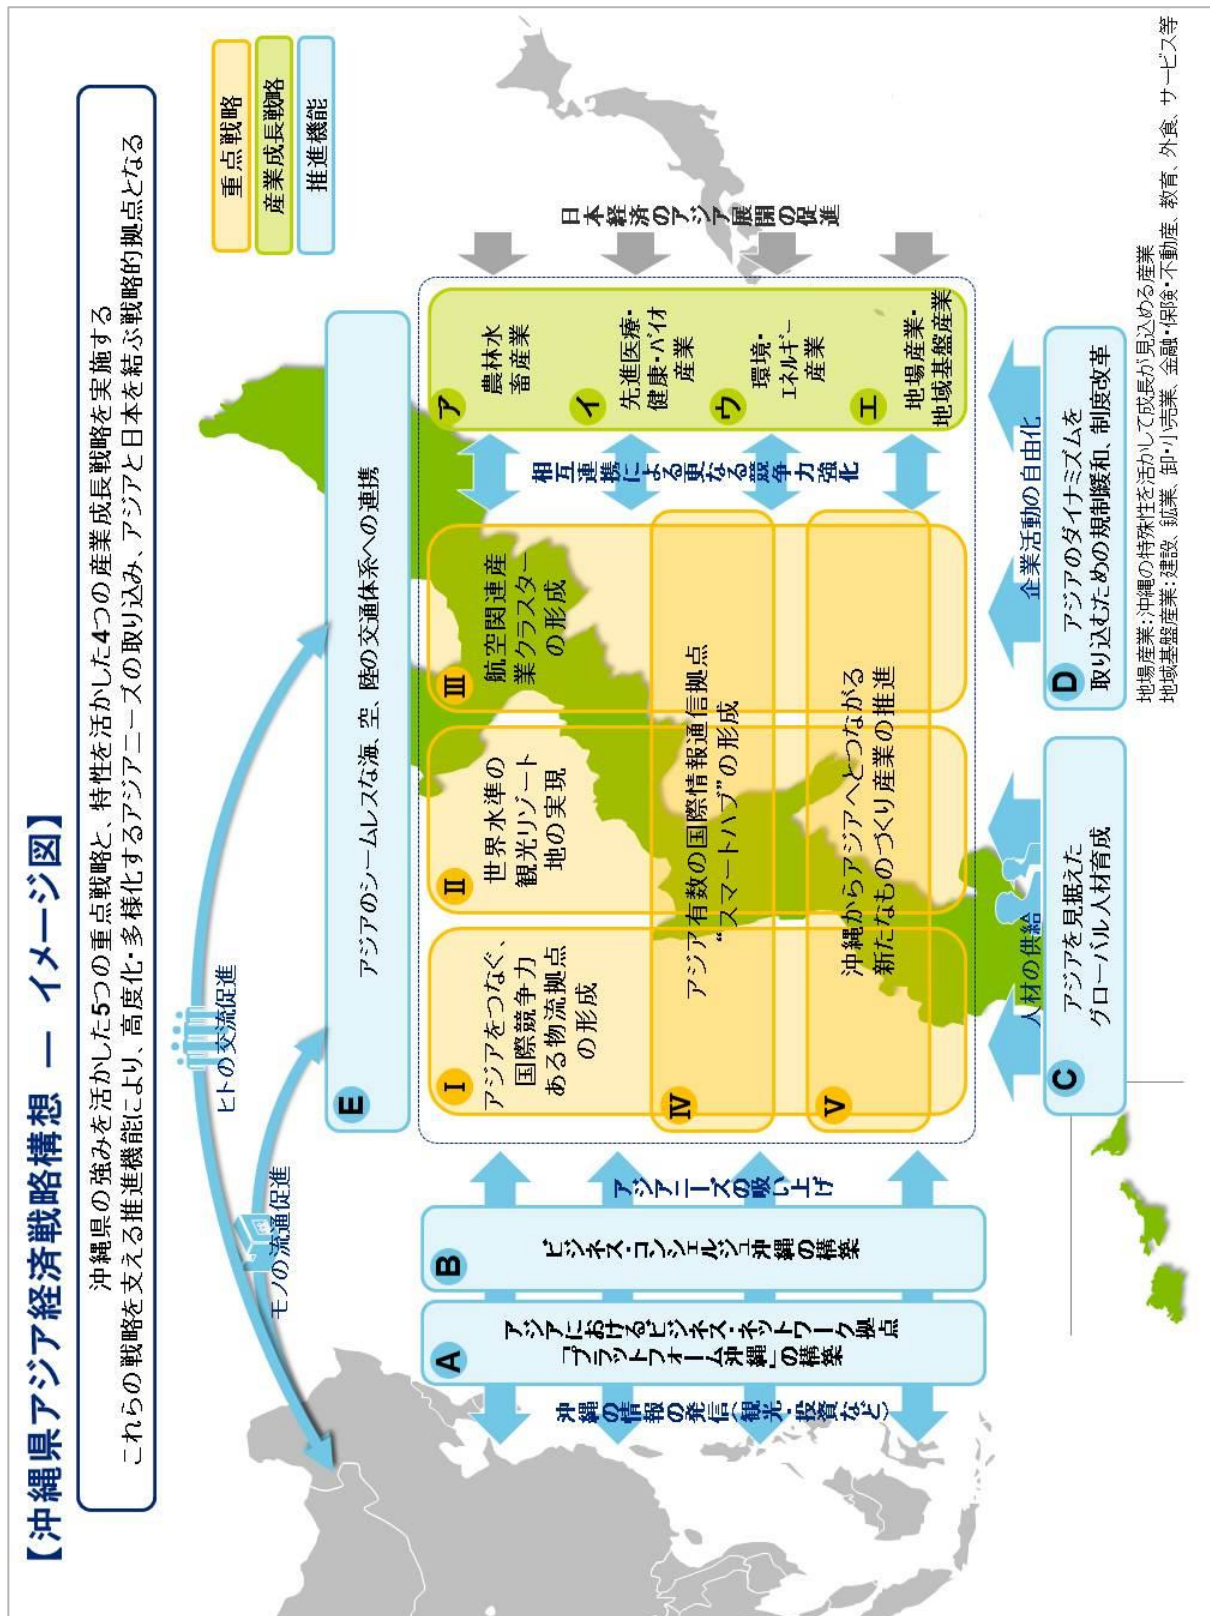 【沖縄県アジア経済戦略構想 － イメージ図】
沖縄県の強みを活かした5つの重点戦略と、特性を活かした4つの産業成長戦略を実施する
これらの戦略を支える推進機能により、高度化・多様化するアジアニーズの取り込み、アジアと日本を結ぶ戦略的拠点となる
重点戦略
産業成長戦略
推進機能
ヒトの交流促進
モノの流通促進
E
アジアのシームレスな海、空、陸の交通体系への連携
A
アジアにおけるビジネス・ネットワーク拠点
「プラットフォーム沖縄」の構築
沖縄の情報の発信(観光・投資など)
B
ビジネス・コンシェルジュ沖縄の構築
アジアニーズの吸い上げ
Ⅰ
アジアをつなぐ、
国際競争力
ある物流拠点
の形成
Ⅱ
世界水準の
観光リゾート
地の実現
Ⅲ
航空関連産
業クラスター
の形成
Ⅳ
アジア有数の国際情報通信拠点
“スマートハブ”の形成
Ⅴ
沖縄からアジアへとつながる
新たなものづくり産業の推進
相互連携による更なる競争力強化
ア
農林水
畜産業
イ
先進医療・
健康・バイオ
産業
ウ
環境・
エネルギー
産業
エ
地場産業・
地域基盤産業
日本経済のアジア展開の促進
人材の供給
C
アジアを見据えた
グローバル人材育成
企業活動の自由化
D
アジアのダイナミズムを
取り込むための規制緩和、制度改革
地場産業:沖縄の特殊性を活かして成長が見込める産業
地域基盤産業:建設、鉱業、卸・小売業、金融・保険・不動産、教育、外食、サービス等